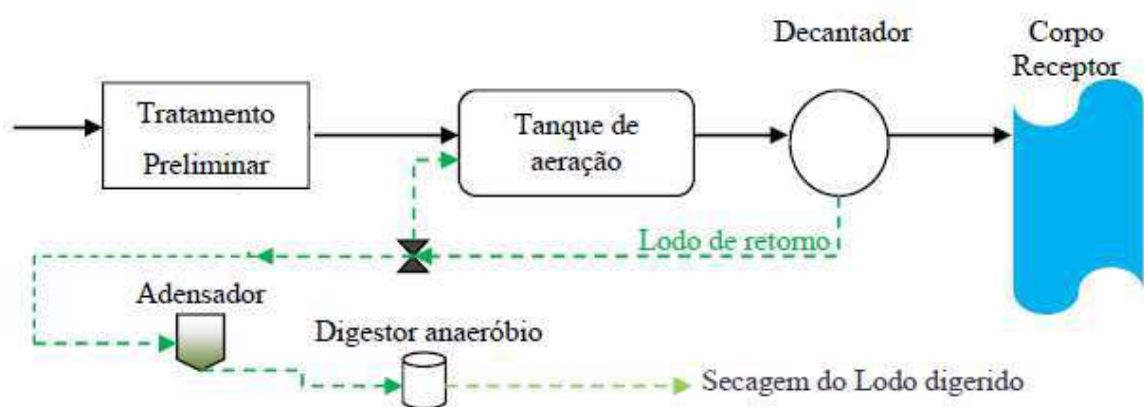 Decantador
Corpo
Receptor
Tratamento
Preliminar
Tanque de
aeração
Lodo de retorno
Adensador
Digestor anaeróbio
Secagem do Lodo digerido